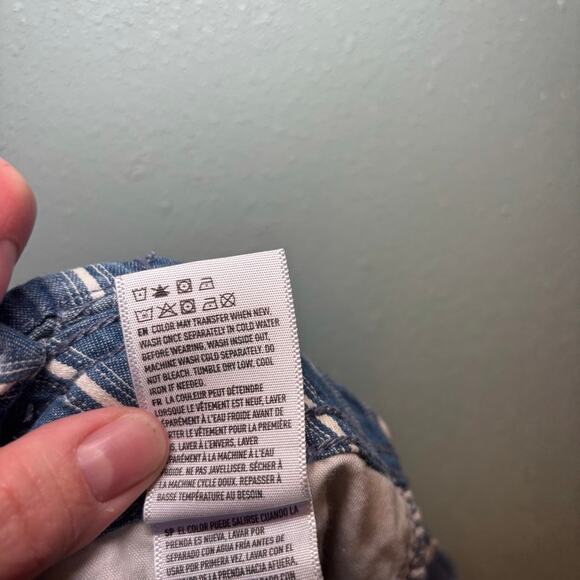 EN COLOR MAY TRANSFER WHEN NEW.
WASH ONCE SEPARATELY IN COLD WATER
BEFORE WEARING, WASH INSIDE OUT,
MACHINE WASH COLD SEPARATELY. DO
NOT BLEACH. TUMBLE DRY LOW. COOL
IRON IF NEEDED.
FR LA COULEUR PEUT DÉTEINDRE
LORSQUE LE VÊTEMENT EST NEUF, LAVER
SÉPARÉMENT À L'EAU FROIDE AVANT DE
PORTER LE VÊTEMENT POUR LA PREMIÈRE
LAVER À L'ENVERS, LAVER
SÉPARÉMENT À LA MACHINE À L'EAU
FROIDE. NE PAS JAVELLISER. SÉCHER À
LA MACHINE CYCLE DOUX. REPASSER À
BASSE TEMPÉRATURE AU BESOIN.
SP EL COLOR PUEDE SALIRSE CUANDO LA
PRENDA ES NUEVA, LAVAR POR
SEPARADO CON AGUA FRÍA ANTES DE
USAR POR PRIMERA VEZ. LAVAR CON EL
DE LA PRENDA HACIA AFUERA.